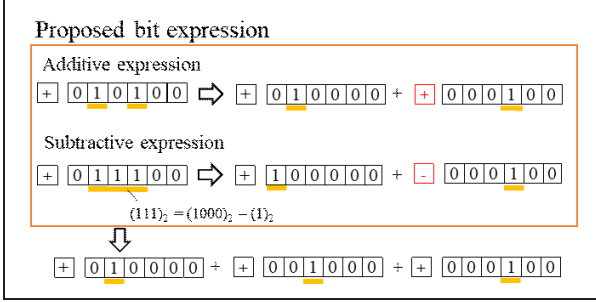 Proposed bit expression
Additive expression
+ 0 1 0 1 0 0 ⇨ + 0 1 0 0 0 0 + + 0 0 0 1 0 0
Subtractive expression
+ 0 1 1 1 0 0 ⇨ + 1 0 0 0 0 0 + - 0 0 0 1 0 0
(111)₂ = (1000)₂ − (1)₂
+ 0 1 0 0 0 0 + + 0 0 1 0 0 0 + + 0 0 0 1 0 0